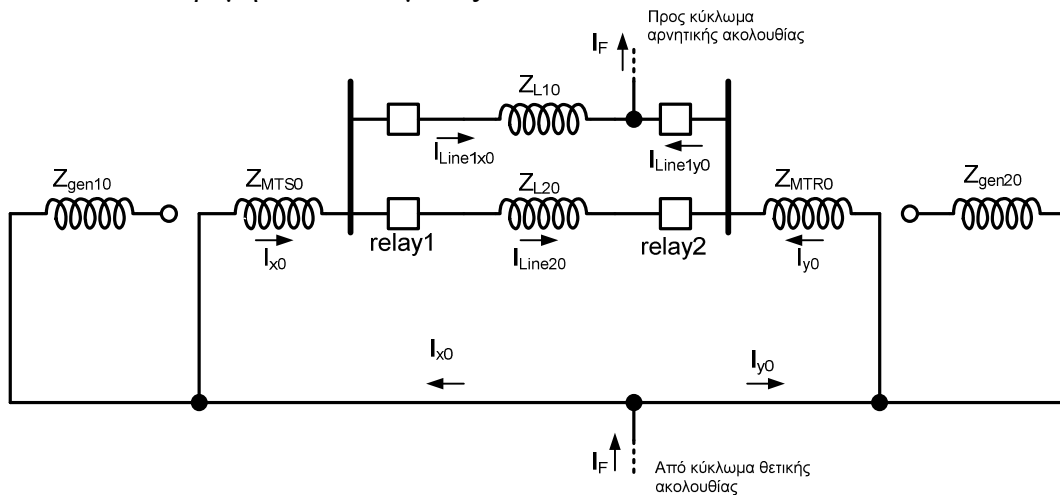 Προς κύκλωμα
αρνητικής ακολουθίας
I_F
Z_L10
I_Line1x0
I_Line1y0
Z_gen10
Z_MTS0
Z_L20
Z_MTR0
Z_gen20
relay1
relay2
I_x0
I_Line20
I_y0
I_x0
I_y0
I_F
Από κύκλωμα θετικής
ακολουθίας